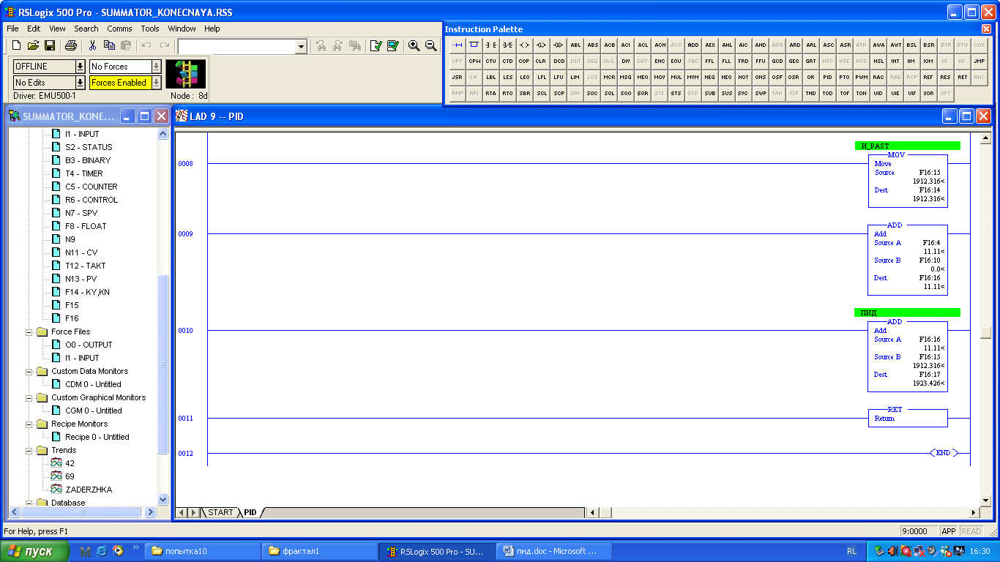 RSLogix 500 Pro - SUMMATOR_KONECNAYA.RSS
File Edit View Search Comms Tools Window Help
Instruction Palette
ABL ABS ACB ACI ACL ACN ACS ADD AEX AHL AIC AND ASN ARD ARL ASC ASR ATN AWA AWT BSL BSR BTR BTW COS
CPT CPW CTU CTD COP CLR DCD DDT DEG DIV DDV ENC EQU FBC FFL FLL FRD FFU GCD GEQ GRT HSC HSE HSD HSL INT IIM IOM IIE IID JMP
JSR LN LBL LES LEQ LFL LFU LIM LOG MCR MSG MEQ MOV MUL MVM NEG NEQ NOT ONS OSF OSR OR PID PTO PWM RAC RAD RCP REF RES RET RHC
RMP RPI RTA RTO SBR SCL SCP SIN SQC SQL SQO SQR STE STS STD SUB SUS SVC SWP TAN TDF TND TOD TOF TON UID UIE UIF XOR XPY
OFFLINE No Forces
No Edits Forces Enabled
Driver: EMU500-1 Node : 8d
SUMMATOR_KONE...
I1 - INPUT
S2 - STATUS
B3 - BINARY
T4 - TIMER
C5 - COUNTER
R6 - CONTROL
N7 - SPV
F8 - FLOAT
N9
N11 - CV
T12 - TAKT
N13 - PV
F14 - KY,KN
F15
F16
Force Files
O0 - OUTPUT
I1 - INPUT
Custom Data Monitors
CDM 0 - Untitled
Custom Graphical Monitors
CGM 0 - Untitled
Recipe Monitors
Recipe 0 - Untitled
Trends
42
69
ZADERZHKA
Database
LAD 9 -- PID
0008
И_PAST
MOV
Move
Source F16:15
1912.316<
Dest F16:14
1912.316<
0009
ADD
Add
Source A F16:4
11.11<
Source B F16:10
0.0<
Dest F16:16
11.11<
0010
ПИД
ADD
Add
Source A F16:16
11.11<
Source B F16:15
1912.316<
Dest F16:17
1923.426<
0011
RET
Return
0012
END
START PID
For Help, press F1
9:0000 APP READ
пуск
попытка10
фрактал1
RSLogix 500 Pro - SU...
пид.doc - Microsoft ...
RL
16:30